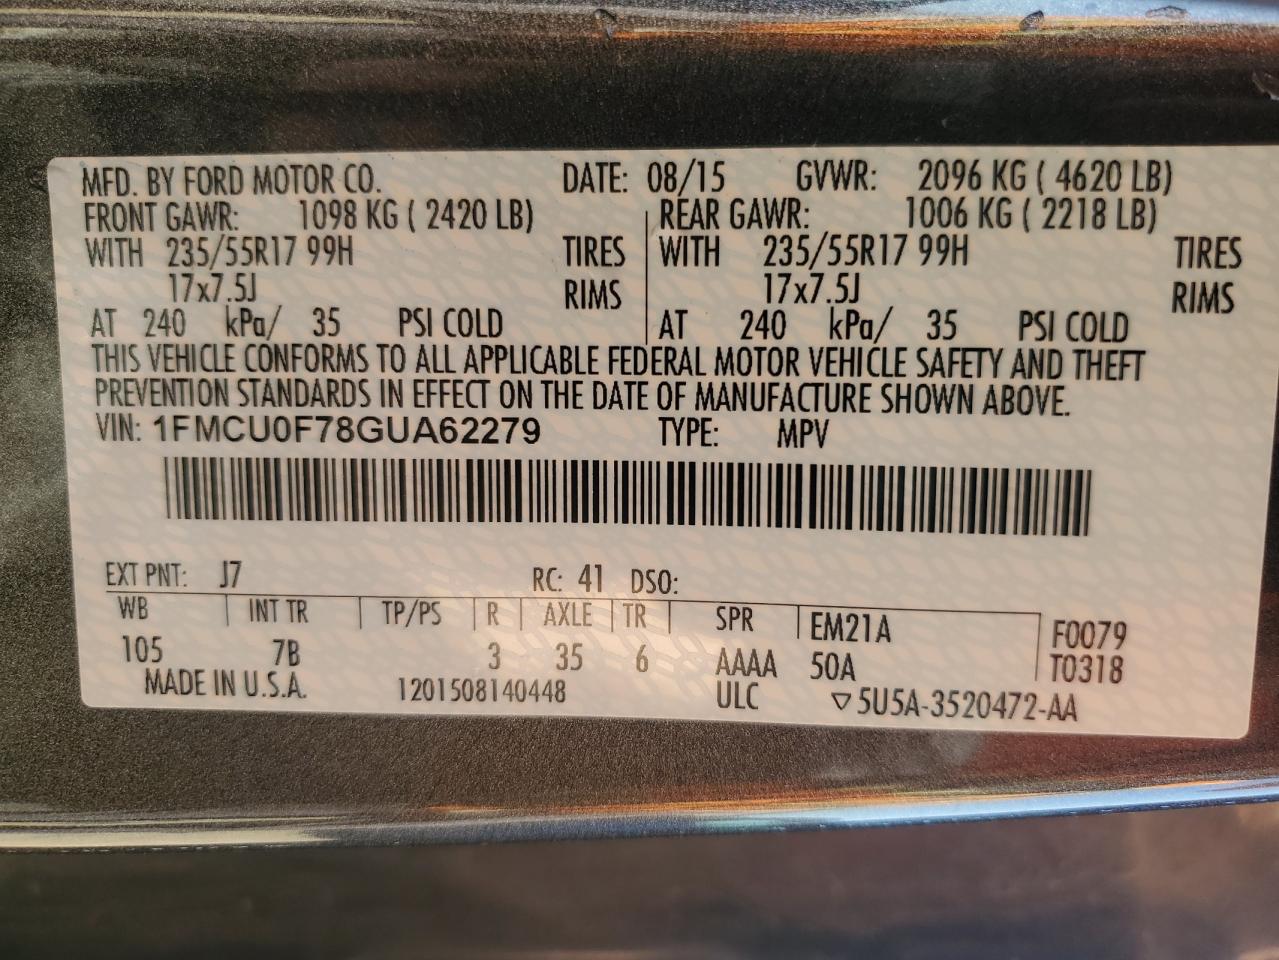 MFD. BY FORD MOTOR CO. DATE: 08/15 GVWR: 2096 KG ( 4620 LB)
FRONT GAWR: 1098 KG ( 2420 LB) REAR GAWR: 1006 KG ( 2218 LB)
WITH 235/55R17 99H TIRES WITH 235/55R17 99H TIRES
17x7.5J RIMS 17x7.5J RIMS
AT 240 kPa/ 35 PSI COLD AT 240 kPa/ 35 PSI COLD
THIS VEHICLE CONFORMS TO ALL APPLICABLE FEDERAL MOTOR VEHICLE SAFETY AND THEFT
PREVENTION STANDARDS IN EFFECT ON THE DATE OF MANUFACTURE SHOWN ABOVE.
VIN: 1FMCU0F78GUA62279 TYPE: MPV
EXT PNT: J7 RC: 41 DSO:
WB INT TR TP/PS R AXLE TR SPR EM21A F0079
105 7B 3 35 6 AAAA 50A T0318
MADE IN U.S.A. 1201508140448 ULC ▽5U5A-3520472-AA